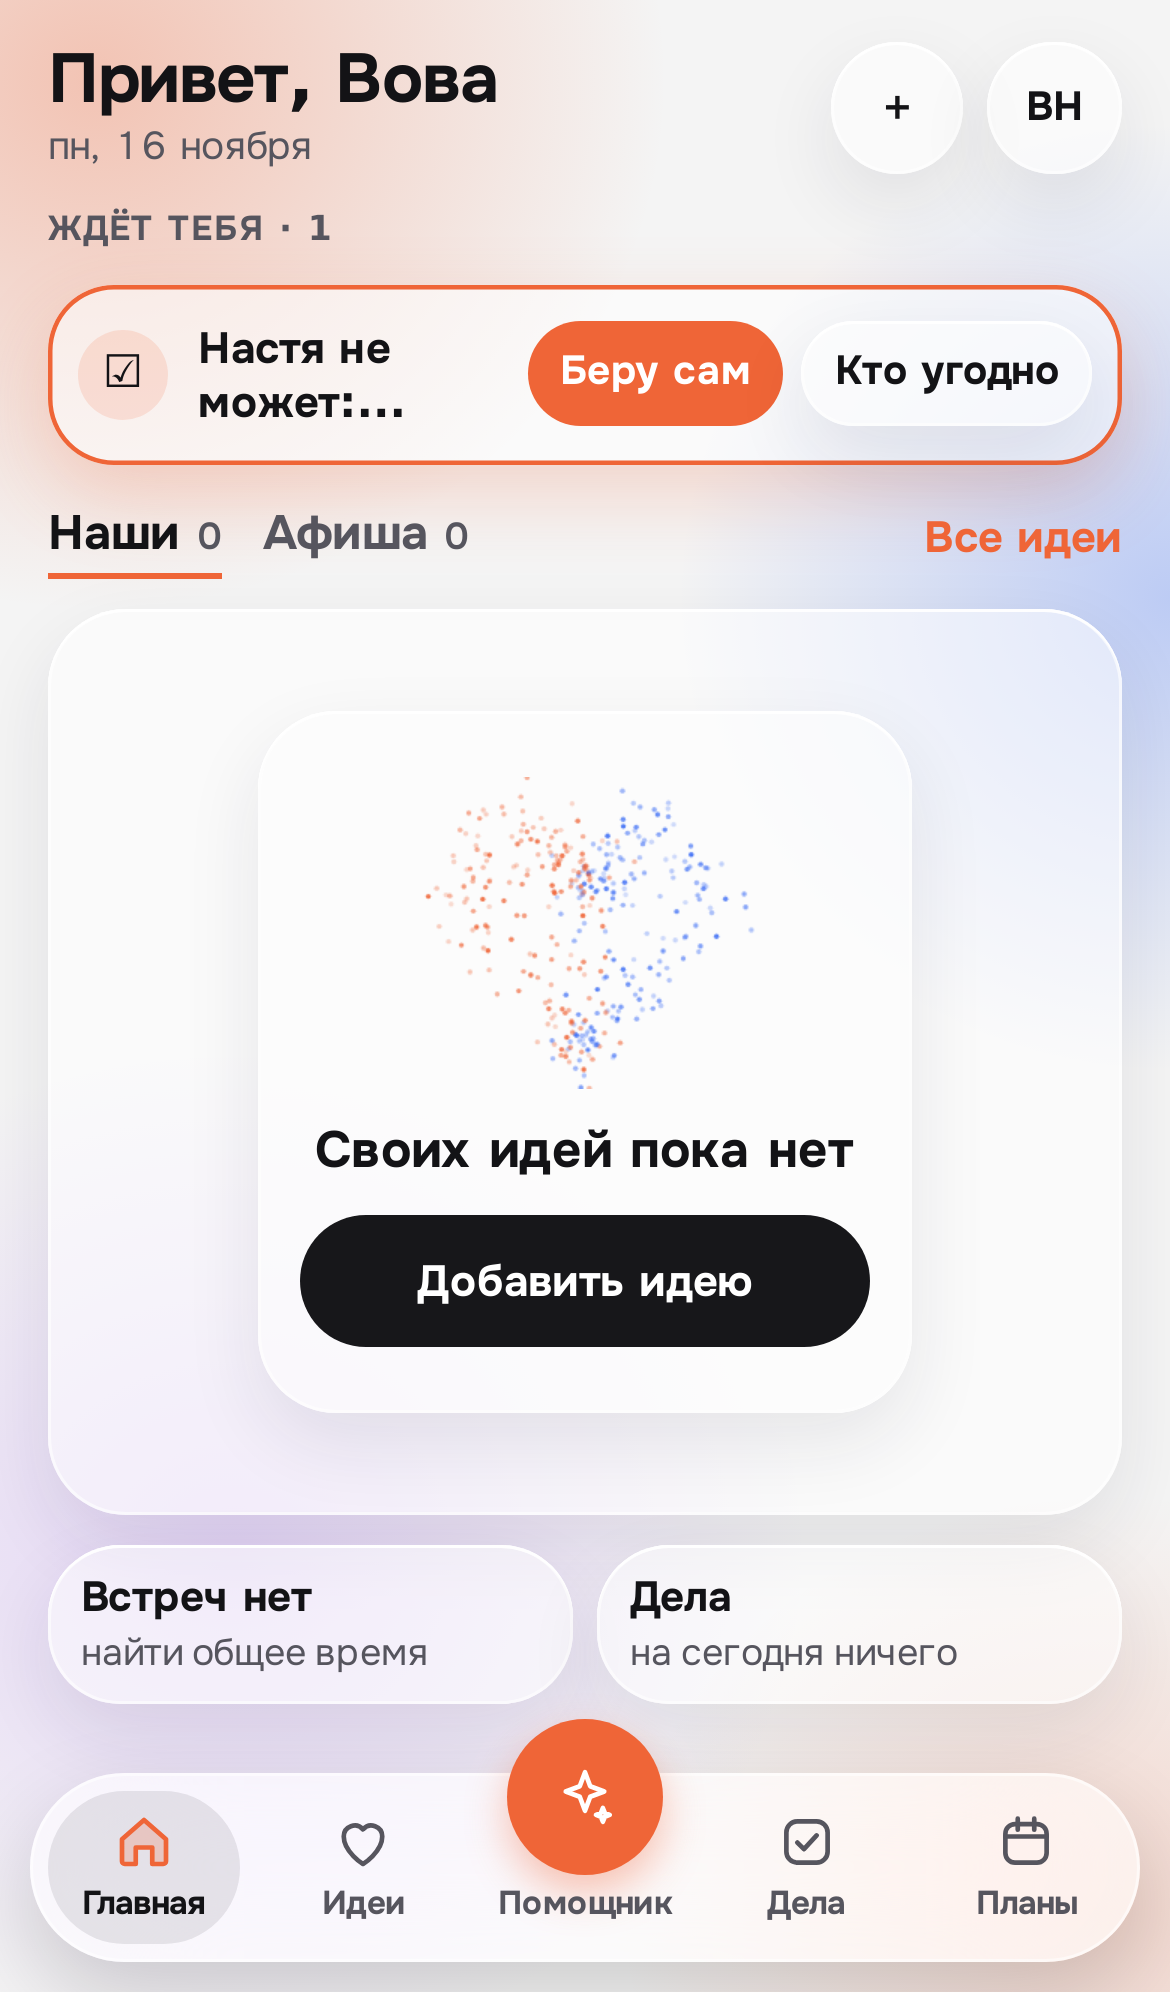 Привет, Вова
+
ВН
пн, 16 ноября
ЖДЁТ ТЕБЯ · 1
Настя не
может:...
Беру сам
Кто угодно
Наши 0
Афиша 0
Все идеи
Своих идей пока нет
Добавить идею
Встреч нет
найти общее время
Дела
на сегодня ничего
Главная
Идеи
Помощник
Дела
Планы